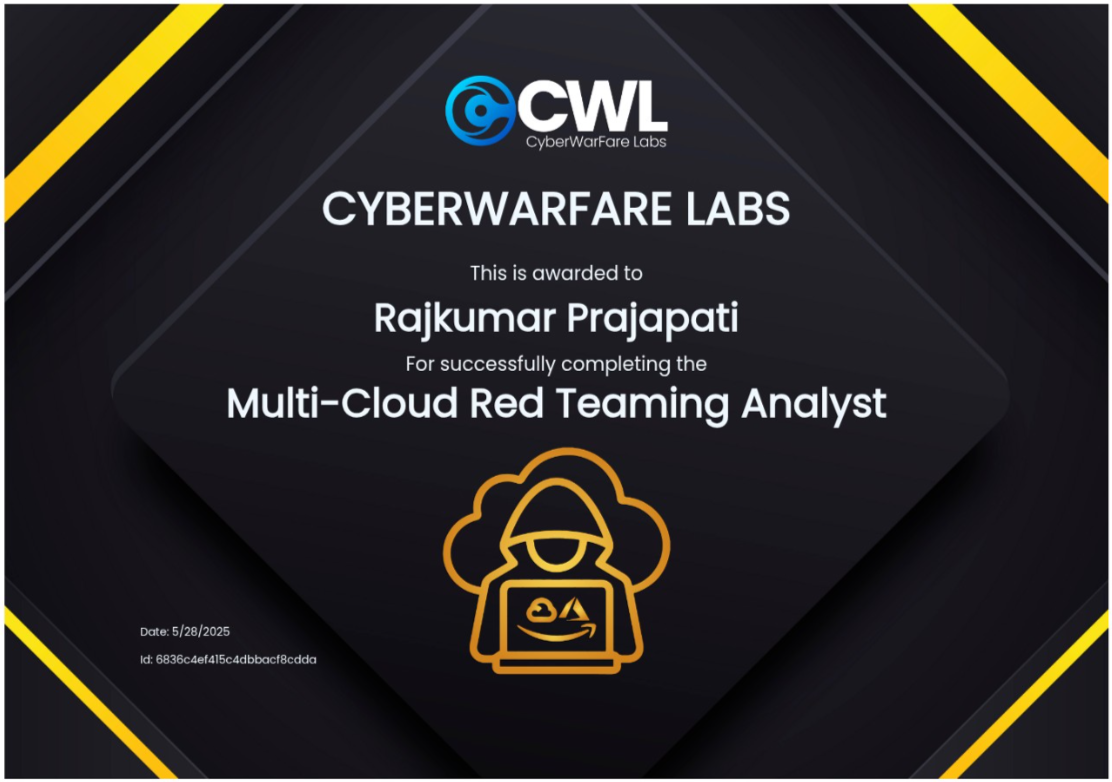 CWL
CyberWarFare Labs
CYBERWARFARE LABS
This is awarded to
Rajkumar Prajapati
For successfully completing the
Multi-Cloud Red Teaming Analyst
Date: 5/28/2025
Id: 6836c4ef415c4dbbacf8cdda